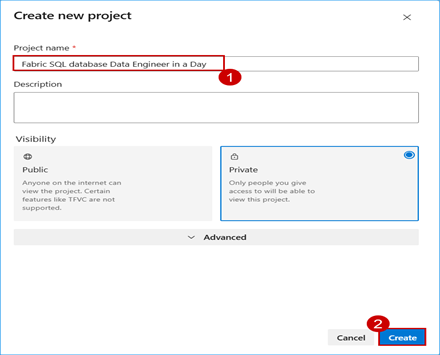 Create new project
Project name *
Fabric SQL database Data Engineer in a Day
1
Description
Visibility
Public
Anyone on the internet can
view the project. Certain
features like TFVC are not
supported.
Private
Only people you give
access to will be able to
view this project.
Advanced
2
Cancel
Create